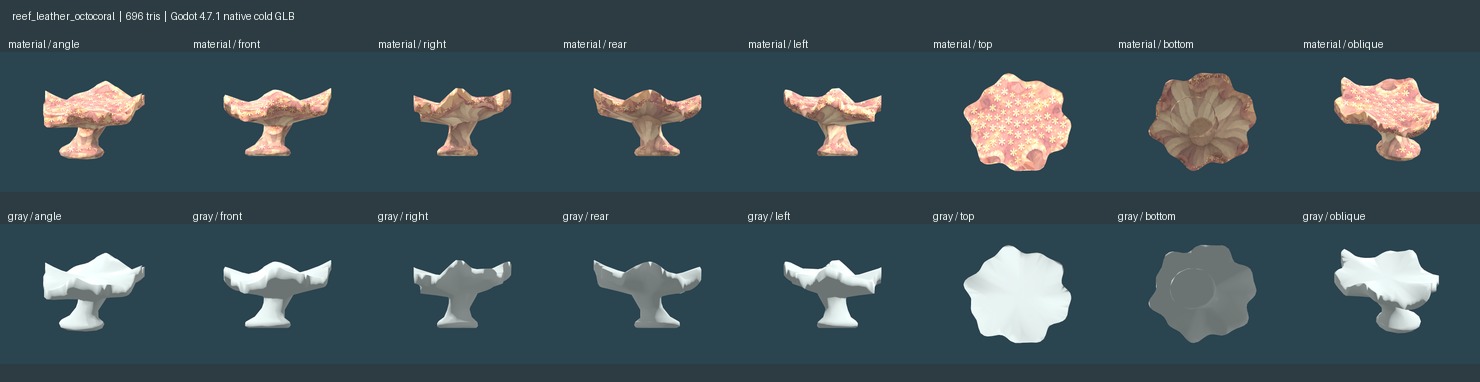 reef_leather_octocoral | 696 tris | Godot 4.7.1 native cold GLB
material / angle material / front material / right material / rear material / left material / top material / bottom material / oblique
gray / angle gray / front gray / right gray / rear gray / left gray / top gray / bottom gray / oblique